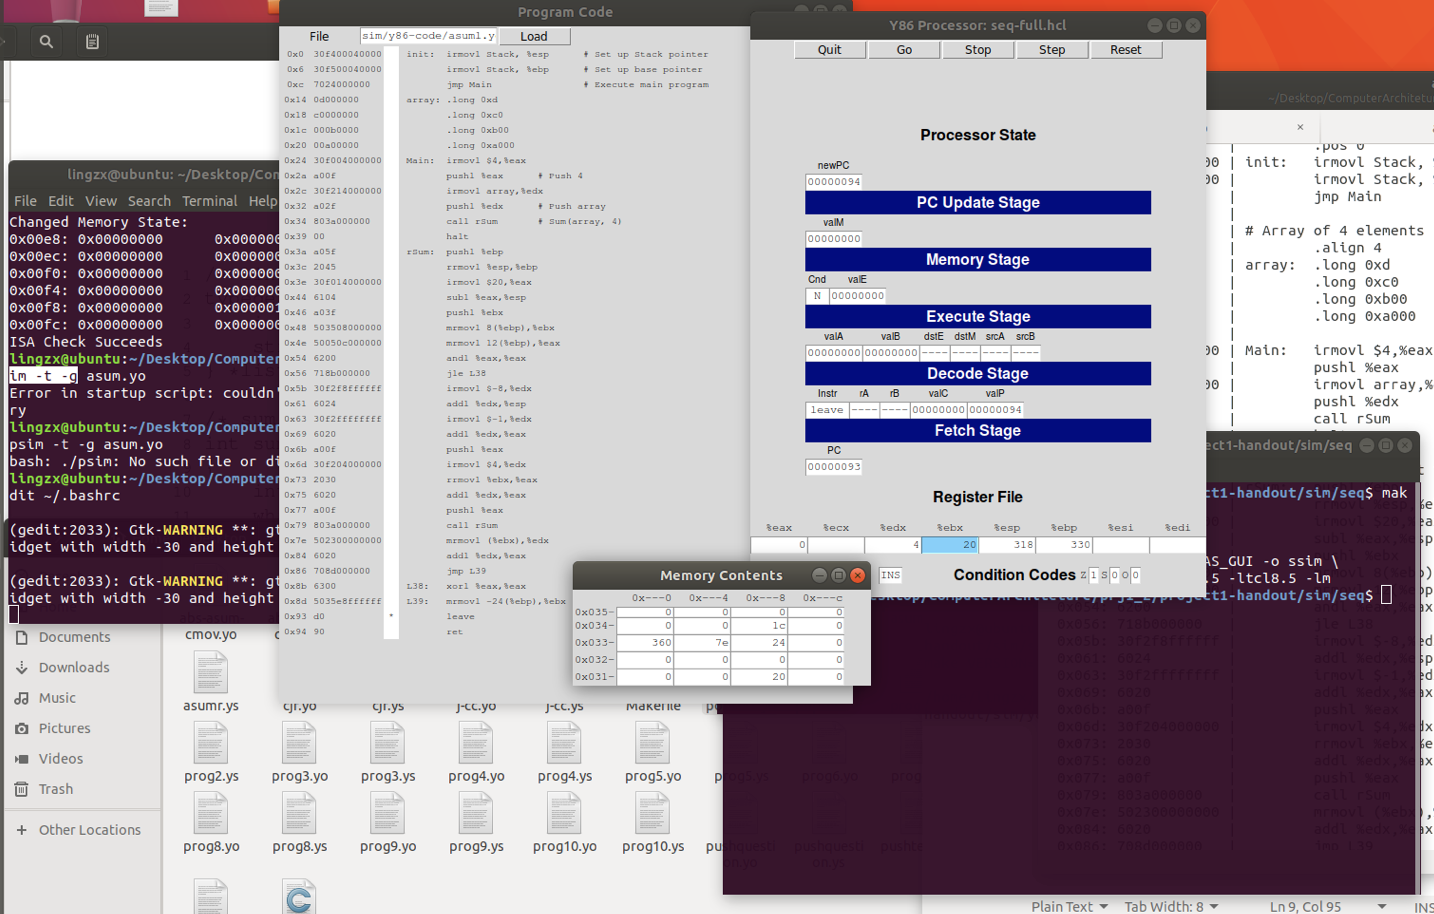 Program Code
File sim/y86-code/asuml.y Load
0x0 30f400040000 init: irmovl Stack, %esp # Set up Stack pointer
0x6 30f500040000 irmovl Stack, %ebp # Set up base pointer
0xc 7024000000 jmp Main # Execute main program
0x14 0d000000 array: .long 0xd
0x18 c0000000 .long 0xc0
0x1c 000b0000 .long 0xb00
0x20 00a00000 .long 0xa000
0x24 30f004000000 Main: irmovl $4,%eax
0x2a a00f pushl %eax # Push 4
0x2c 30f214000000 irmovl array,%edx
0x32 a02f pushl %edx # Push array
0x34 803a000000 call rSum # Sum(array, 4)
0x39 00 halt
0x3a a05f rSum: pushl %ebp
0x3c 2045 rrmovl %esp,%ebp
0x3e 30f014000000 irmovl $20,%eax
0x44 6104 subl %eax,%esp
0x46 a03f pushl %ebx
0x48 503508000000 mrmovl 8(%ebp),%ebx
0x4e 50050c000000 mrmovl 12(%ebp),%eax
0x54 6200 andl %eax,%eax
0x56 718b000000 jle L38
0x5b 30f2f8ffffff irmovl $-8,%edx
0x61 6024 addl %edx,%esp
0x63 30f2ffffffff irmovl $-1,%edx
0x69 6020 addl %edx,%eax
0x6b a00f pushl %eax
0x6d 30f204000000 irmovl $4,%edx
0x73 2030 rrmovl %ebx,%eax
0x75 6020 addl %edx,%eax
0x77 a00f pushl %eax
0x79 803a000000 call rSum
0x7e 502300000000 mrmovl (%ebx),%edx
0x84 6020 addl %edx,%eax
0x86 708d000000 jmp L39
0x8b 6300 L38: xorl %eax,%eax
0x8d 5035e8ffffff L39: mrmovl -24(%ebp),%ebx
0x93 d0 * leave
0x94 90 ret
Y86 Processor: seq-full.hcl
Quit Go Stop Step Reset
Processor State
newPC
00000094
PC Update Stage
valM
00000000
Memory Stage
Cnd valE
N 00000000
Execute Stage
valA valB dstE dstM srcA srcB
00000000 00000000 ---- ---- ---- ----
Decode Stage
Instr rA rB valC valP
leave ---- ---- 00000000 00000094
Fetch Stage
PC
00000093
Register File
%eax %ecx %edx %ebx %esp %ebp %esi %edi
0 4 20 318 330
INS Condition Codes Z 1 S 0 O 0
Memory Contents
0x---0 0x---4 0x---8 0x---c
0x035- 0 0 0 0
0x034- 0 0 1c 0
0x033- 360 7e 24 0
0x032- 0 0 0 0
0x031- 0 0 20 0
lingzx@ubuntu: ~/Desktop/Com
File Edit View Search Terminal Help
Changed Memory State:
0x00e8: 0x00000000 0x000000
0x00ec: 0x00000000 0x000000
0x00f0: 0x00000000 0x000000
0x00f4: 0x00000000 0x000000
0x00f8: 0x00000000 0x000001
0x00fc: 0x00000000 0x000000
ISA Check Succeeds
lingzx@ubuntu:~/Desktop/Computer
im -t -g asum.yo
Error in startup script: couldn'
ry
lingzx@ubuntu:~/Desktop/Computer
psim -t -g asum.yo
bash: ./psim: No such file or di
lingzx@ubuntu:~/Desktop/Computer
dit ~/.bashrc
(gedit:2033): Gtk-WARNING **: gt
idget with width -30 and height
(gedit:2033): Gtk-WARNING **: gt
idget with width -30 and height
Documents
Downloads
Music
Pictures
Videos
Trash
+ Other Locations
cmov.yo
asumr.ys cjr.yo cjr.ys j-cc.yo j-cc.ys Makefile
prog2.ys prog3.yo prog3.ys prog4.yo prog4.ys prog5.yo
prog8.yo prog8.ys prog9.yo prog9.ys prog10.yo prog10.ys
~/Desktop/ComputerArchitetu
| .pos 0
00 | init: irmovl Stack,
00 | irmovl Stack,
| jmp Main
|
| # Array of 4 elements
| .align 4
| array: .long 0xd
| .long 0xc0
| .long 0xb00
| .long 0xa000
00 | Main: irmovl $4,%eax
| pushl %eax
| irmovl array,%
| pushl %edx
| call rSum
ect1-handout/sim/seq
ct1-handout/sim/seq$ mak
AS_GUI -o ssim \
.5 -ltcl8.5 -lm
esktop/ComputerArchitecture/prj1_2/project1-handout/sim/seq$
Plain Text Tab Width: 8 Ln 9, Col 95 INS